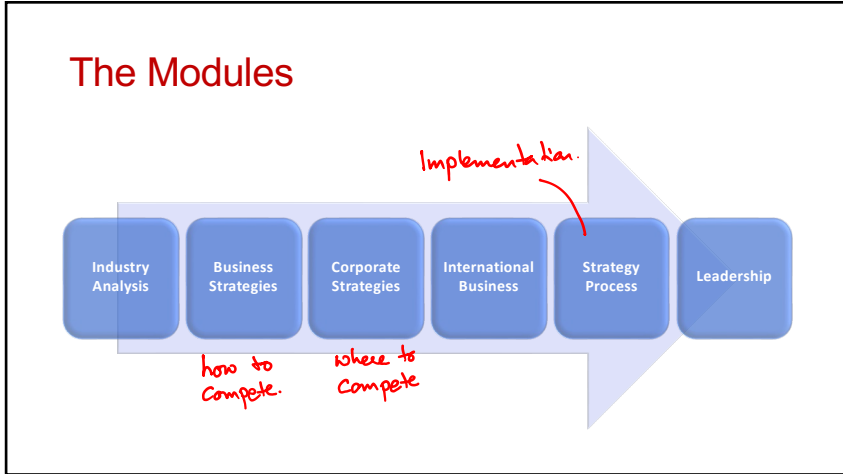 The Modules
Implementation.
Industry
Analysis
Business
Strategies
Corporate
Strategies
International
Business
Strategy
Process
Leadership
how to
compete.
where to
compete